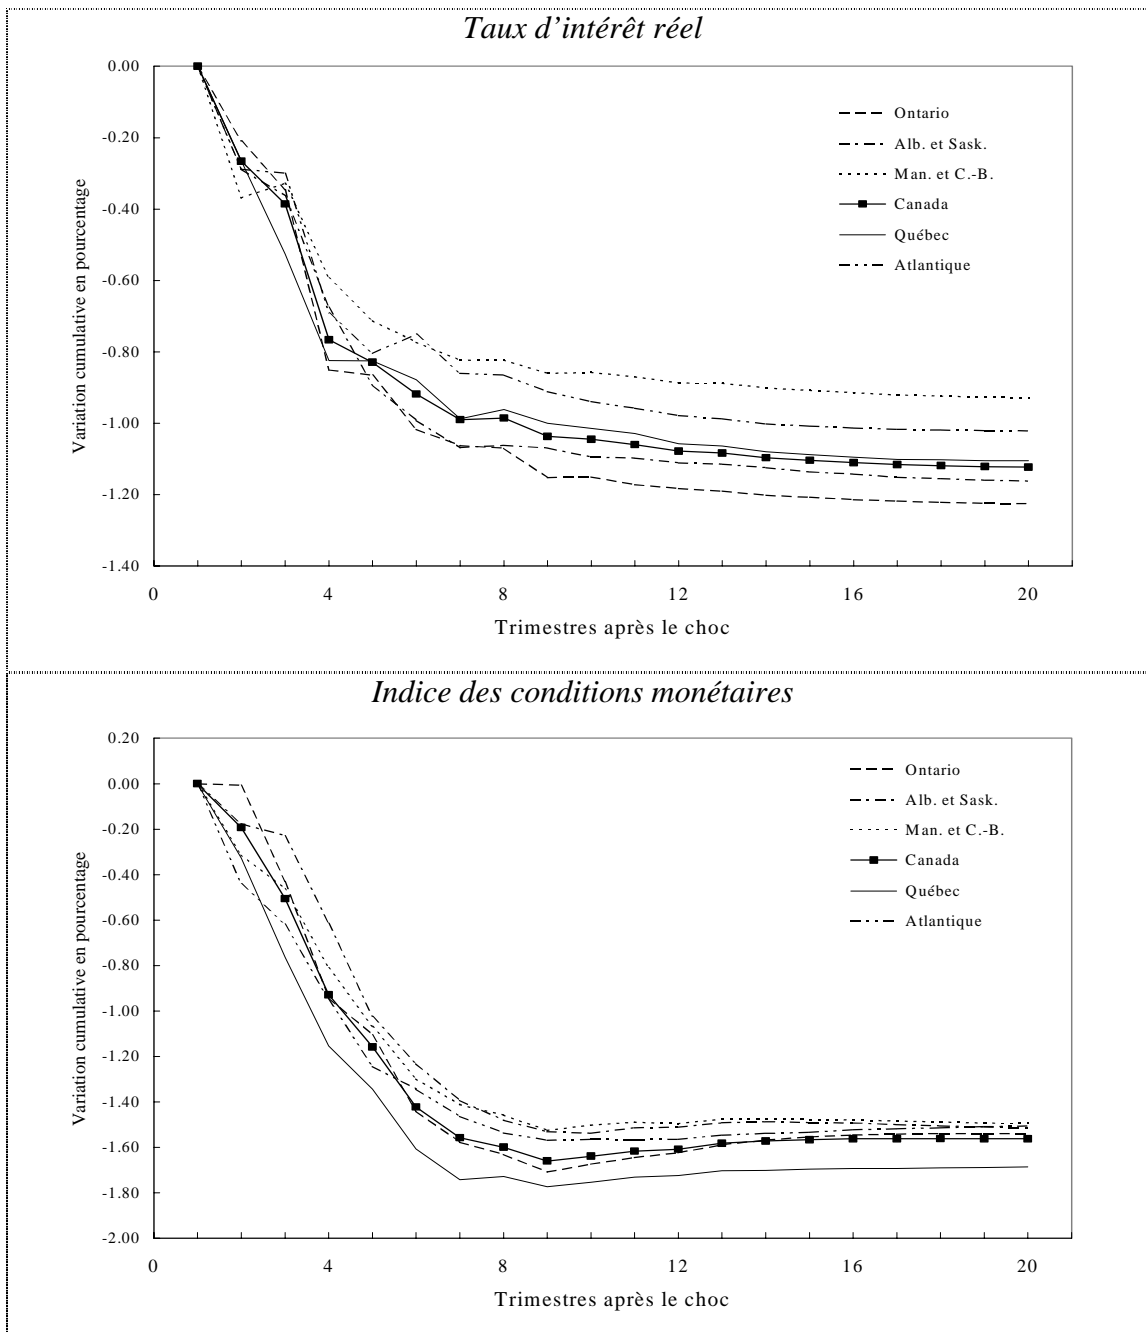 Taux d'intérêt réel
0.00
-0.20
-0.40
-0.60
-0.80
-1.00
-1.20
-1.40
Variation cumulative en pourcentage
Ontario
Alb. et Sask.
Man. et C.-B.
Canada
Québec
Atlantique
0 4 8 12 16 20
Trimestres après le choc
Indice des conditions monétaires
0.20
0.00
-0.20
-0.40
-0.60
-0.80
-1.00
-1.20
-1.40
-1.60
-1.80
-2.00
Variation cumulative en pourcentage
Ontario
Alb. et Sask.
Man. et C.-B.
Canada
Québec
Atlantique
0 4 8 12 16 20
Trimestres après le choc